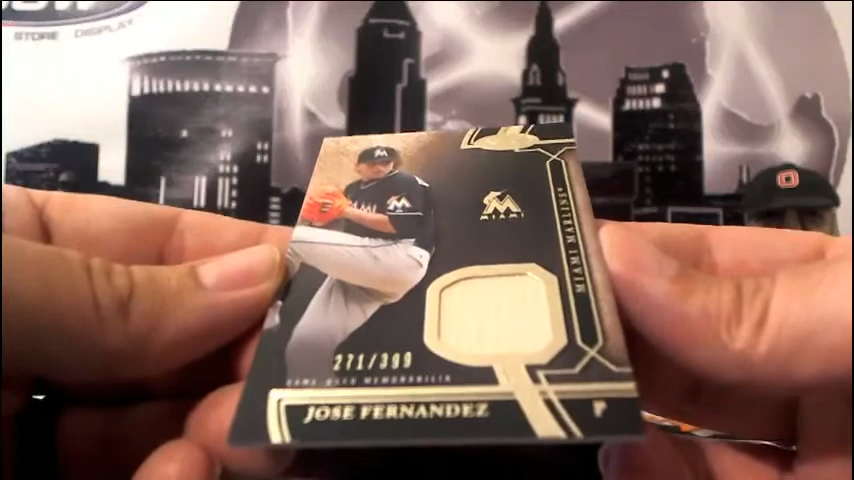 STORE DISPLAY
MIAMI
MIAMI MARLINS
271/399
GAME-USED MEMORABILIA
JOSE FERNANDEZ
P